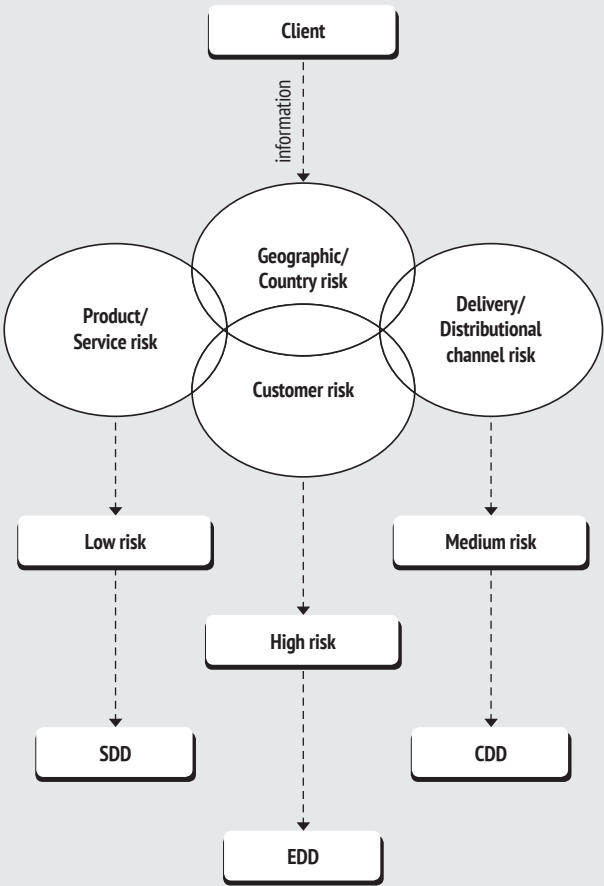 Client
information
Geographic/
Country risk
Product/
Service risk
Delivery/
Distributional
channel risk
Customer risk
Low risk
Medium risk
High risk
SDD
CDD
EDD